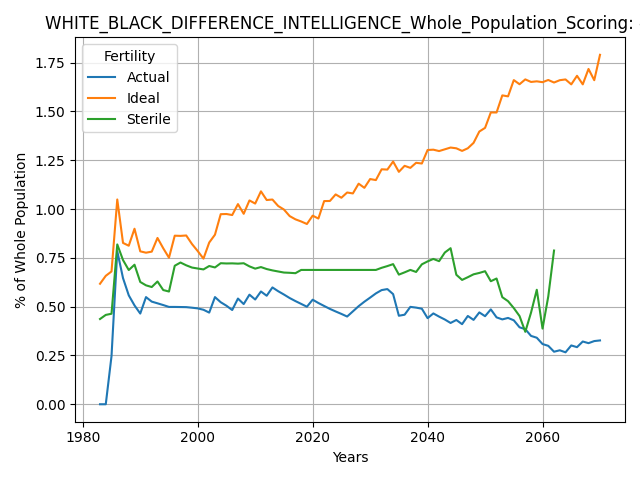 WHITE_BLACK_DIFFERENCE_INTELLIGENCE_Whole_Population_Scoring:
Fertility
Actual
Ideal
Sterile
% of Whole Population
1.75
1.50
1.25
1.00
0.75
0.50
0.25
0.00
1980 2000 2020 2040 2060
Years